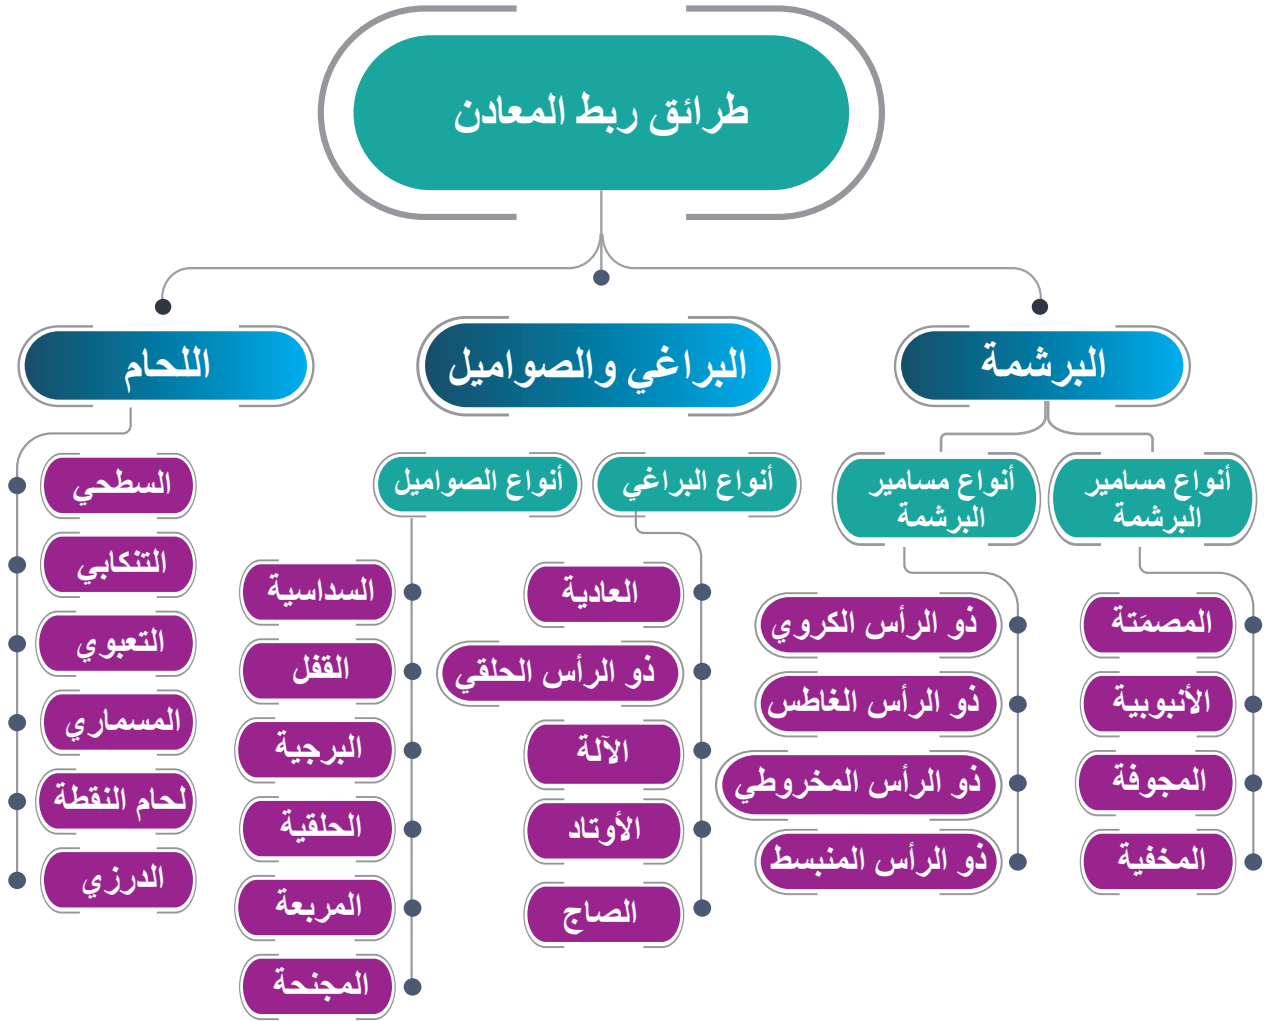 طرائق ربط المعادن
البرشمة
البراغي والصواميل
اللحام
أنواع مسامير
البرشمة
المصمَتة
الأنبوبية
المجوفة
المخفية
أنواع مسامير
البرشمة
ذو الرأس الكروي
ذو الرأس الغاطس
ذو الرأس المخروطي
ذو الرأس المنبسط
أنواع البراغي
العادية
ذو الرأس الحلقي
الآلة
الأوتاد
الصاج
أنواع الصواميل
السداسية
القفل
البرجية
الحلقية
المربعة
المجنحة
السطحي
التنكابي
التعبوي
المسماري
لحام النقطة
الدرزي